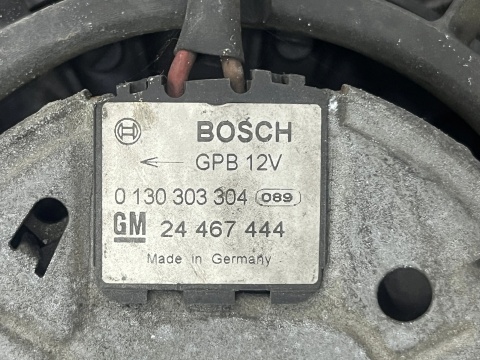 BOSCH
GPB 12V
0 130 303 304 089
GM 24 467 444
Made in Germany